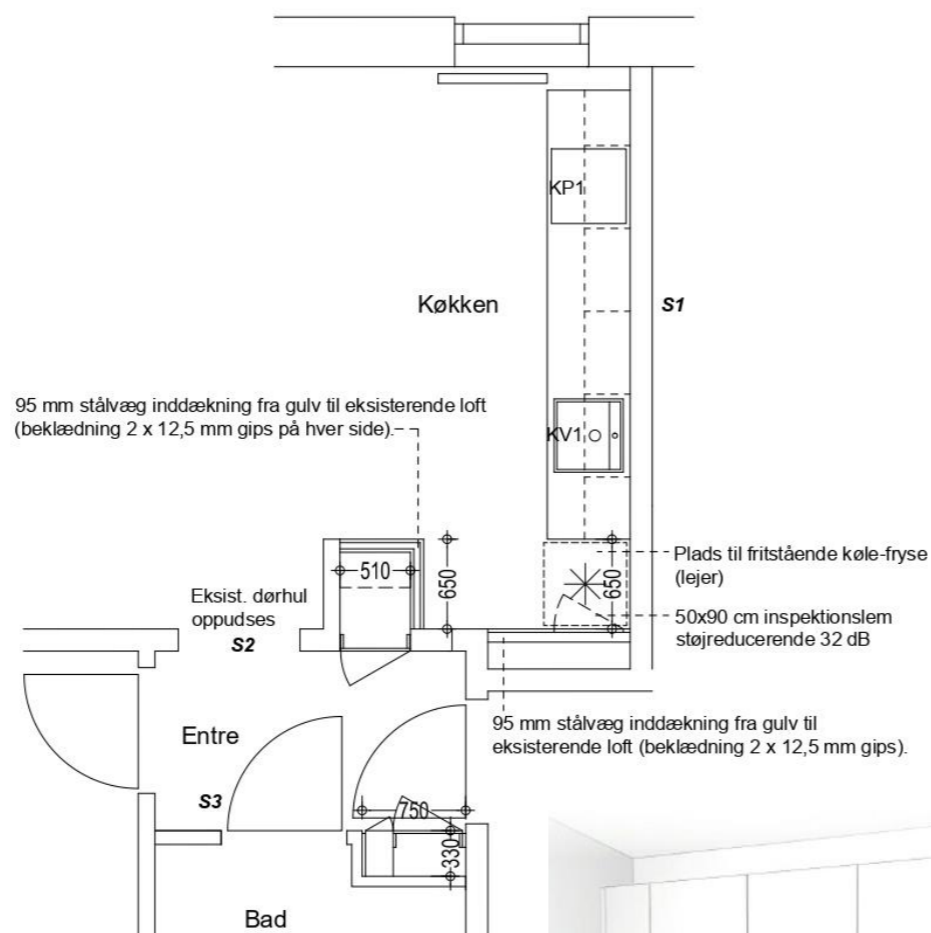 KP1
Køkken
S1
95 mm stålvæg inddækning fra gulv til eksisterende loft
(beklædning 2 x 12,5 mm gips på hver side).
KV1
510
650
650
Plads til fritstående køle-fryse
(lejer)
Eksist. dørhul
oppudses
S2
50x90 cm inspektionslem
støjreducerende 32 dB
95 mm stålvæg inddækning fra gulv til
eksisterende loft (beklædning 2 x 12,5 mm gips).
Entre
S3
750
330
Bad